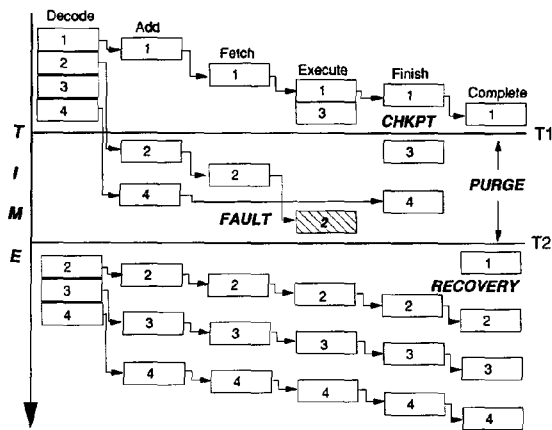 Decode
Add
Fetch
Execute
Finish
Complete
1
1
1
1
1
1
2
3
4
3
CHKPT
T1
T
I
M
E
2
2
3
4
4
PURGE
FAULT
2
T2
1
RECOVERY
2
2
2
2
2
2
3
3
3
3
3
3
4
4
4
4
4
4